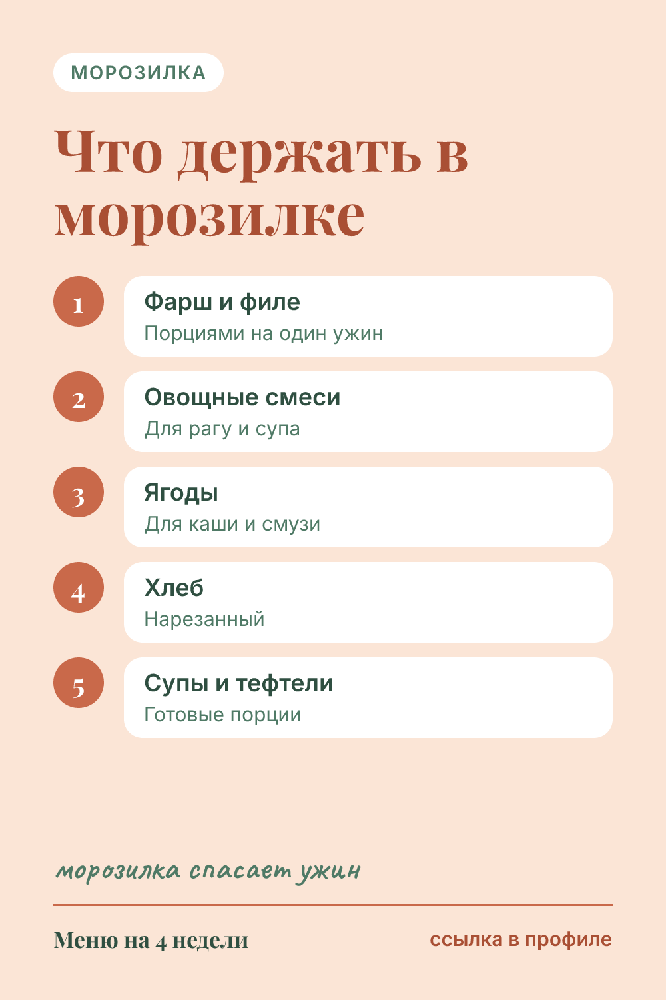 МОРОЗИЛКА
Что держать в
морозилке
1
Фарш и филе
Порциями на один ужин
2
Овощные смеси
Для рагу и супа
3
Ягоды
Для каши и смузи
4
Хлеб
Нарезанный
5
Супы и тефтели
Готовые порции
морозилка спасает ужин
Меню на 4 недели
ссылка в профиле